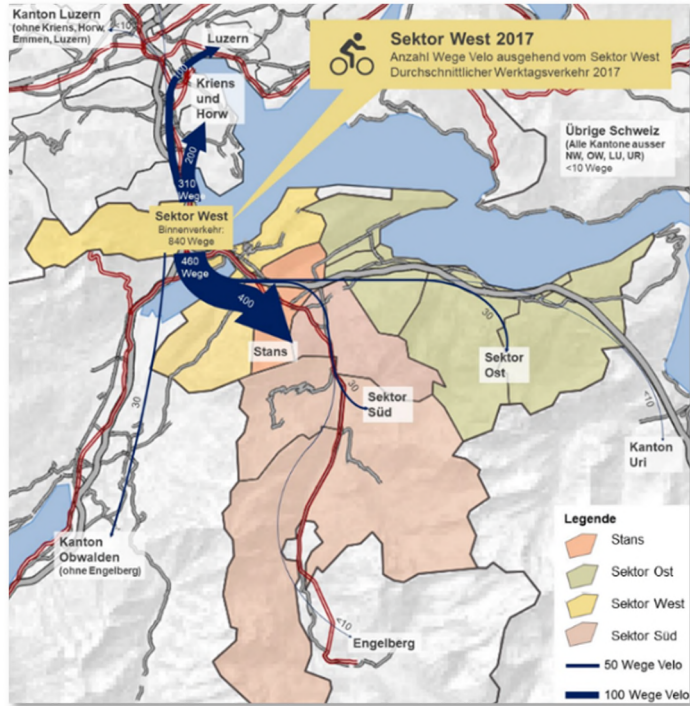 Kanton Luzern
(ohne Kriens, Horw,
Emmen, Luzern)
<10
Luzern
100
Kriens
und
Horw
200
310
Wege
Sektor West 2017
Anzahl Wege Velo ausgehend vom Sektor West
Durchschnittlicher Werktagsverkehr 2017
Übrige Schweiz
(Alle Kantone ausser
NW, OW, LU, UR)
<10 Wege
Sektor West
Binnenverkehr:
840 Wege
460
Wege
400
Stans
30
Sektor
Ost
30
Sektor
Süd
30
<10
Kanton
Uri
Kanton
Obwalden
(ohne Engelberg)
<10
Engelberg
Legende
Stans
Sektor Ost
Sektor West
Sektor Süd
50 Wege Velo
100 Wege Velo